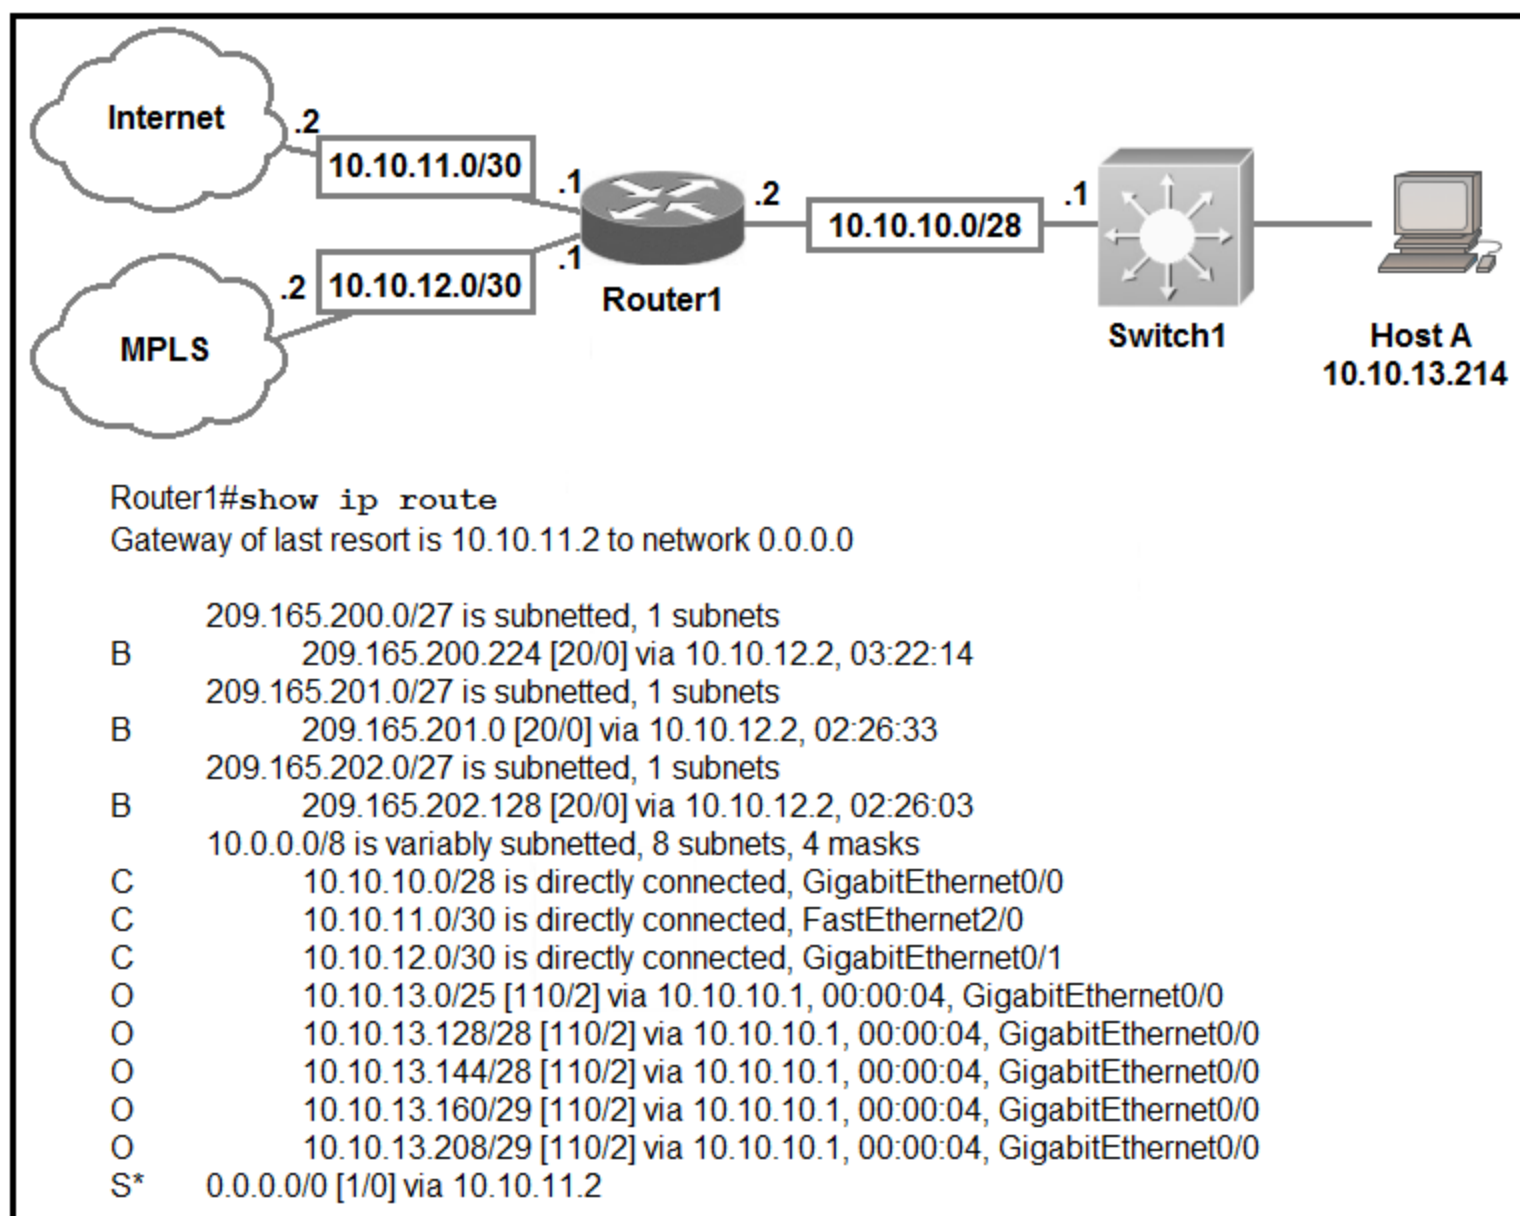 Internet
.2
10.10.11.0/30
.1
.2
10.10.10.0/28
.1
.2
10.10.12.0/30
.1
Router1
MPLS
Switch1
Host A
10.10.13.214
Router1#show ip route
Gateway of last resort is 10.10.11.2 to network 0.0.0.0
209.165.200.0/27 is subnetted, 1 subnets
B 209.165.200.224 [20/0] via 10.10.12.2, 03:22:14
209.165.201.0/27 is subnetted, 1 subnets
B 209.165.201.0 [20/0] via 10.10.12.2, 02:26:33
209.165.202.0/27 is subnetted, 1 subnets
B 209.165.202.128 [20/0] via 10.10.12.2, 02:26:03
10.0.0.0/8 is variably subnetted, 8 subnets, 4 masks
C 10.10.10.0/28 is directly connected, GigabitEthernet0/0
C 10.10.11.0/30 is directly connected, FastEthernet2/0
C 10.10.12.0/30 is directly connected, GigabitEthernet0/1
O 10.10.13.0/25 [110/2] via 10.10.10.1, 00:00:04, GigabitEthernet0/0
O 10.10.13.128/28 [110/2] via 10.10.10.1, 00:00:04, GigabitEthernet0/0
O 10.10.13.144/28 [110/2] via 10.10.10.1, 00:00:04, GigabitEthernet0/0
O 10.10.13.160/29 [110/2] via 10.10.10.1, 00:00:04, GigabitEthernet0/0
O 10.10.13.208/29 [110/2] via 10.10.10.1, 00:00:04, GigabitEthernet0/0
S* 0.0.0.0/0 [1/0] via 10.10.11.2